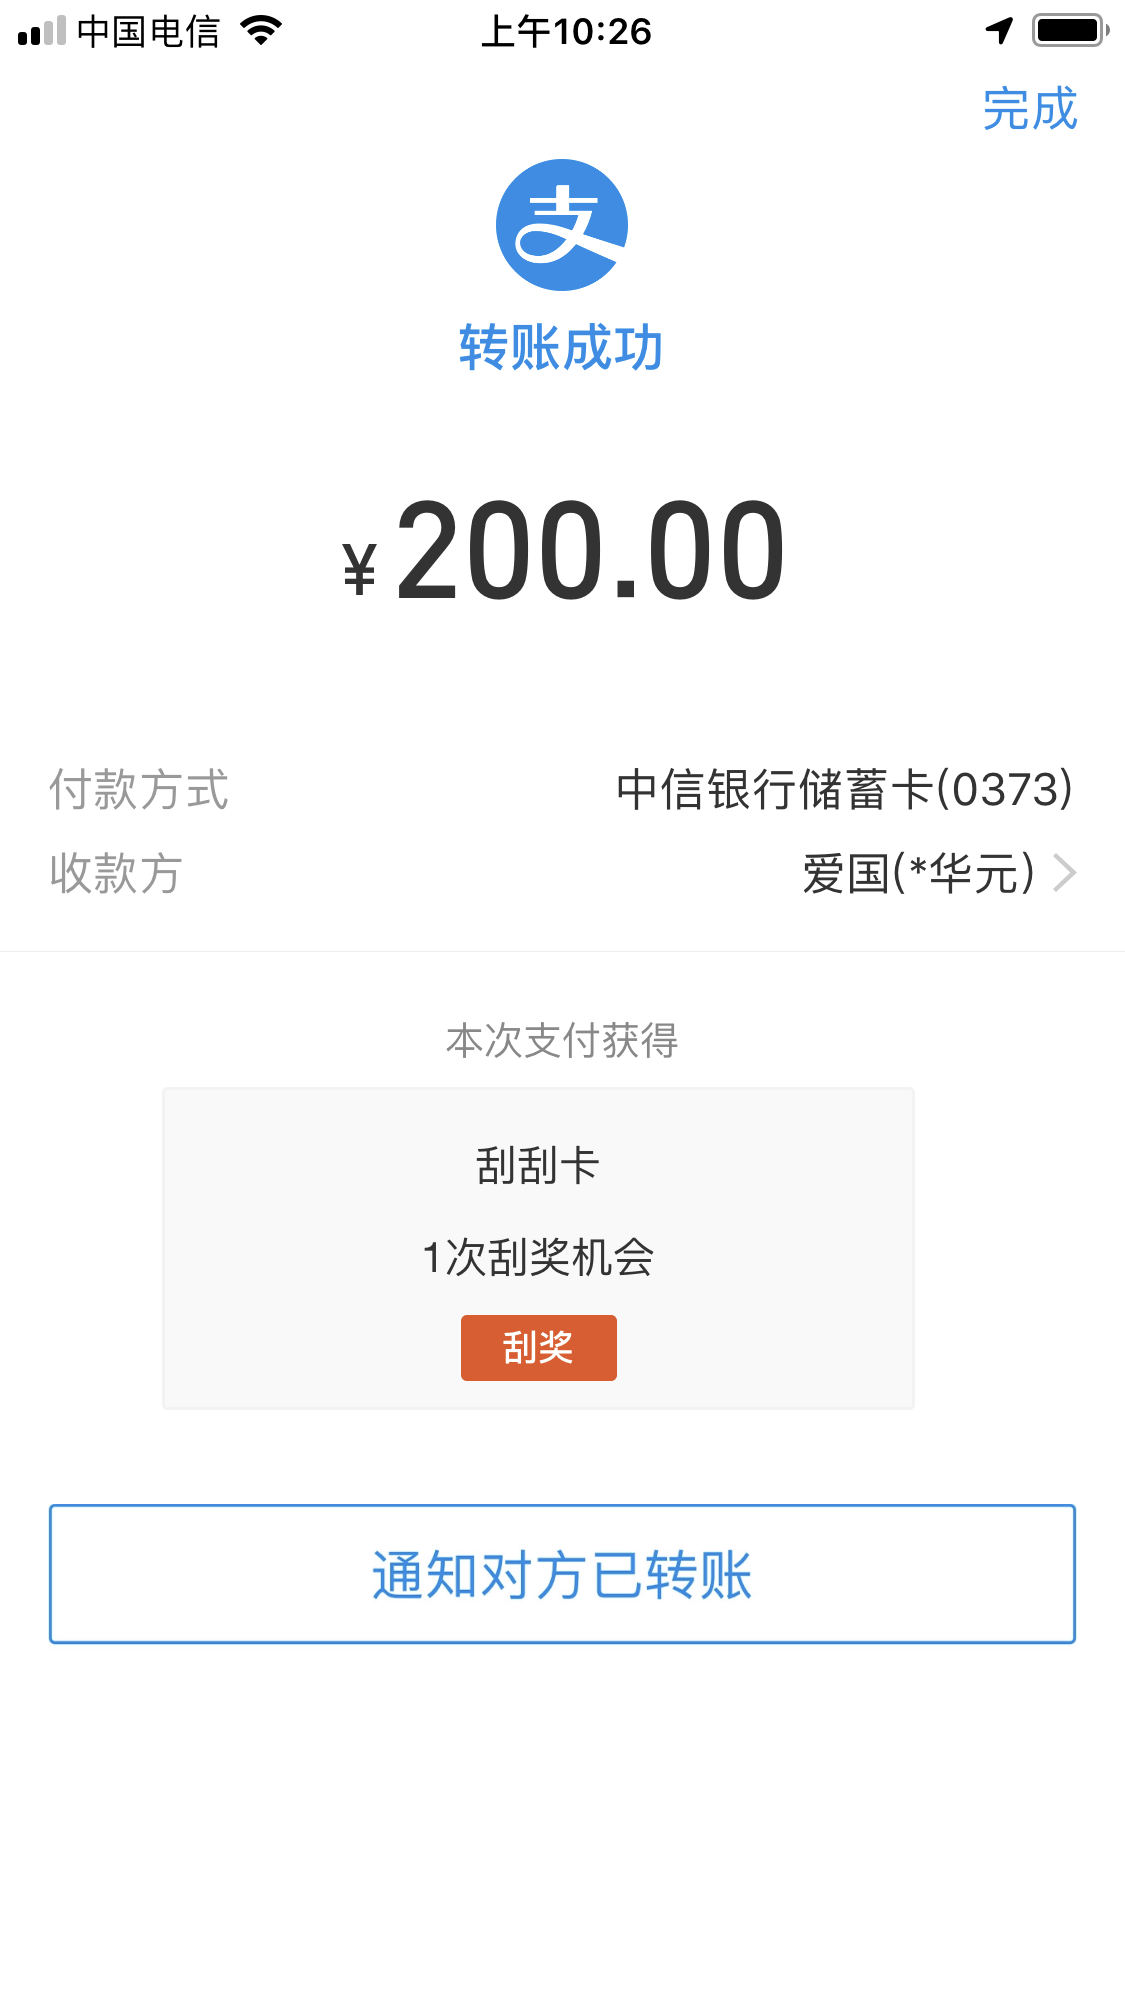 中国电信 上午10:26
完成
支
转账成功
¥200.00
付款方式 中信银行储蓄卡(0373)
收款方 爱国(*华元)
本次支付获得
刮刮卡
1次刮奖机会
刮奖
通知对方已转账